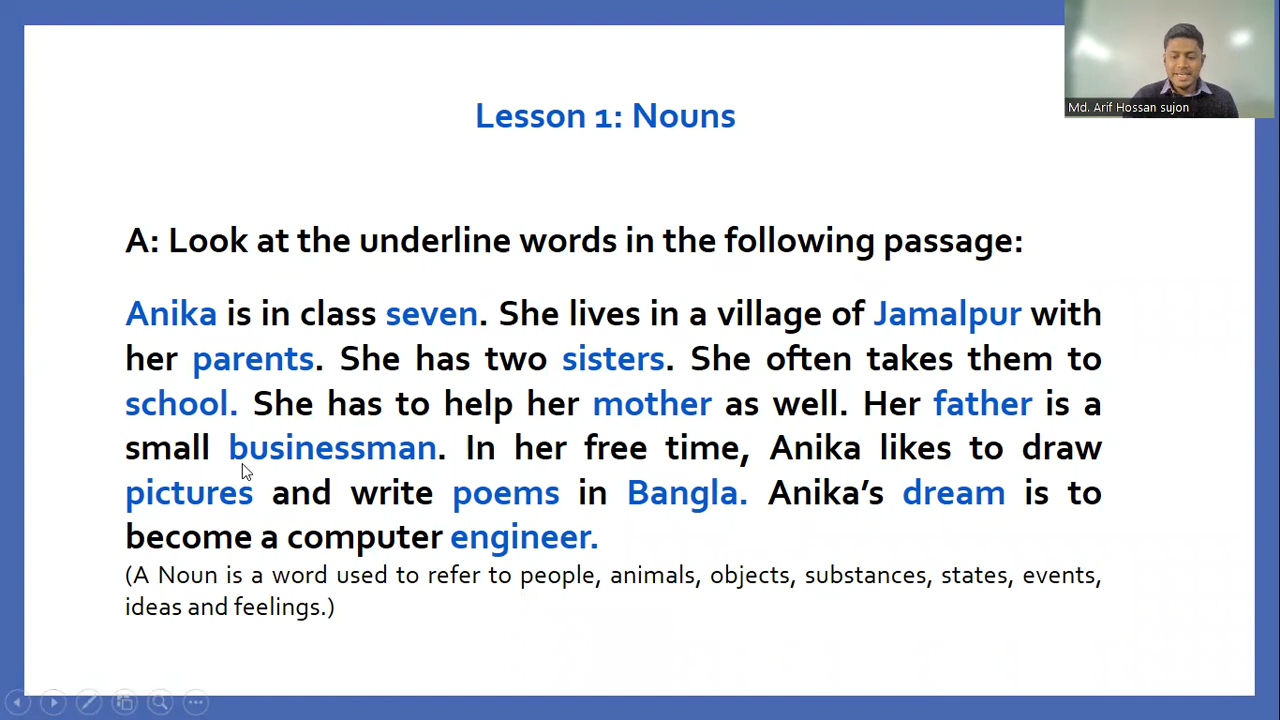 Md. Arif Hossan sujon
Lesson 1: Nouns
A: Look at the underline words in the following passage:
Anika is in class seven. She lives in a village of Jamalpur with
her parents. She has two sisters. She often takes them to
school. She has to help her mother as well. Her father is a
small businessman. In her free time, Anika likes to draw
pictures and write poems in Bangla. Anika’s dream is to
become a computer engineer.
(A Noun is a word used to refer to people, animals, objects, substances, states, events,
ideas and feelings.)